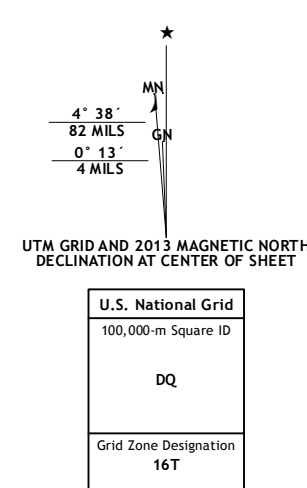 ★
MN
4° 38´
82 MILS
GN
0° 13´
4 MILS
UTM GRID AND 2013 MAGNETIC NORTH
DECLINATION AT CENTER OF SHEET
U.S. National Grid
100,000-m Square ID
DQ
Grid Zone Designation
16T